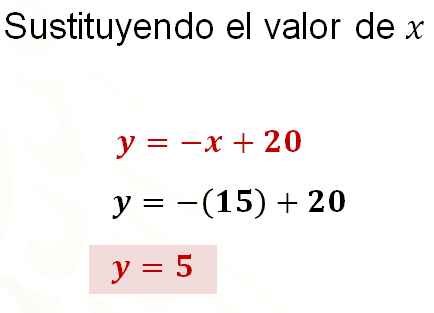 Sustituyendo el valor de x
y = −x + 20
y = −(15) + 20
y = 5